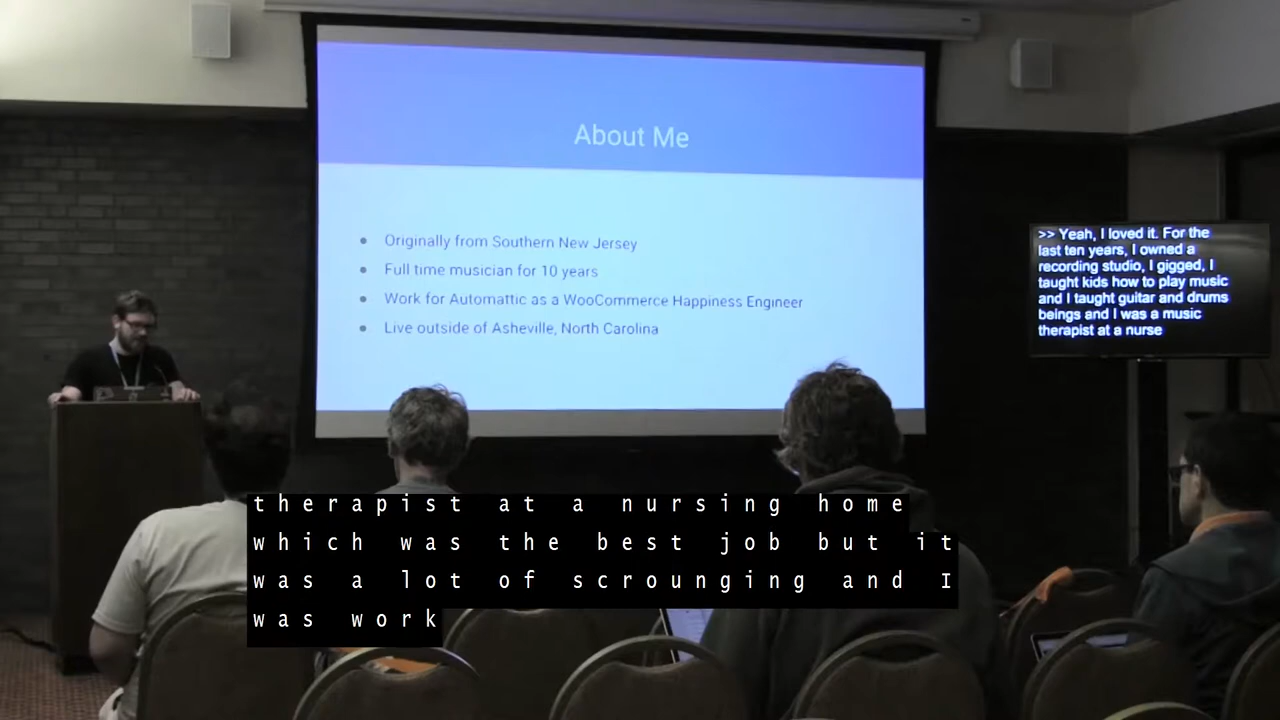 About Me
Originally from Southern New Jersey
Full time musician for 10 years
Work for Automattic as a WooCommerce Happiness Engineer
Live outside of Asheville, North Carolina
>> Yeah, I loved it. For the
last ten years, I owned a
recording studio, I gigged, I
taught kids how to play music
and I taught guitar and drums
beings and I was a music
therapist at a nurse
therapist at a nursing home
which was the best job but it
was a lot of scrounging and I
was work